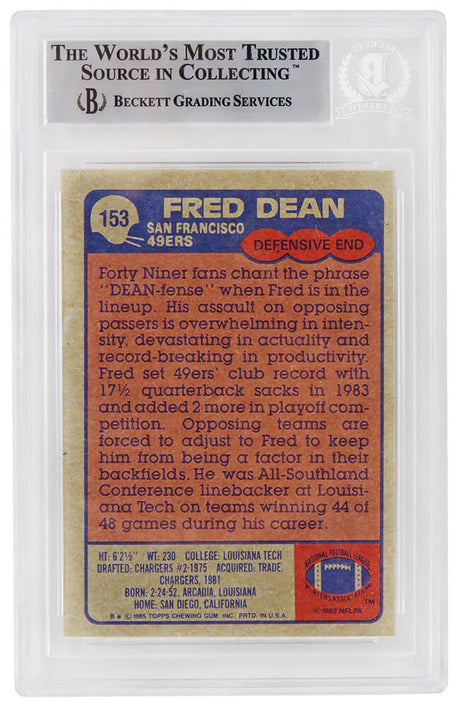 THE WORLD'S MOST TRUSTED
SOURCE IN COLLECTING™
B BECKETT GRADING SERVICES
153
FRED DEAN
SAN FRANCISCO
49ERS
DEFENSIVE END
Forty Niner fans chant the phrase
"DEAN-fense" when Fred is in the
lineup. His assault on opposing
passers is overwhelming in inten-
sity, devastating in actuality and
record-breaking in productivity.
Fred set 49ers' club record with
17½ quarterback sacks in 1983
and added 2 more in playoff com-
petition. Opposing teams are
forced to adjust to Fred to keep
him from being a factor in their
backfields. He was All-Southland
Conference linebacker at Louisi-
ana Tech on teams winning 44 of
48 games during his career.
HT: 6'2½" WT: 230 COLLEGE: LOUISIANA TECH
DRAFTED: CHARGERS #2-1975 ACQUIRED: TRADE,
CHARGERS, 1981
BORN: 2-24-52, ARCADIA, LOUISIANA
HOME: SAN DIEGO, CALIFORNIA
B★ ©1985 TOPPS CHEWING GUM, INC. PRTD. IN U.S.A.
NATIONAL FOOTBALL LEAGUE
PLAYERS ASSOCIATION
™
©1985 NFLPA